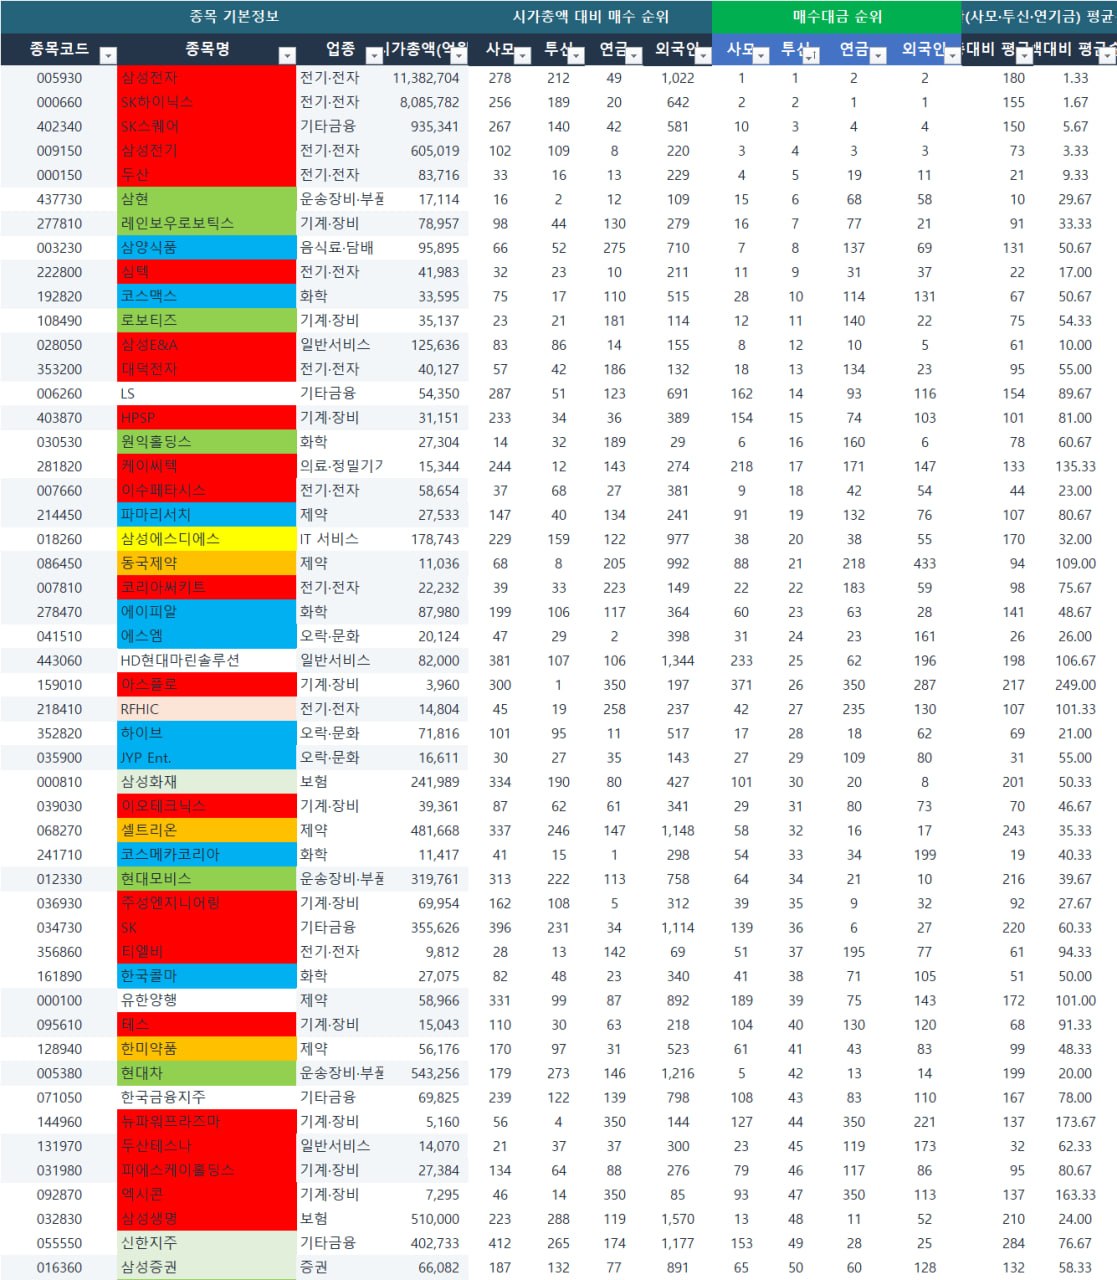 종목 기본정보 시가총액 대비 매수 순위 매수대금 순위 (사모·투신·연기금) 평균
종목코드 종목명 업종 시가총액(억원 사모 투신 연금 외국인 사모 투신 연금 외국인 대비 평균 대비 평균
005930 삼성전자 전기·전자 11,382,704 278 212 49 1,022 1 1 2 2 180 1.33
000660 SK하이닉스 전기·전자 8,085,782 256 189 20 642 2 2 1 1 155 1.67
402340 SK스퀘어 기타금융 935,341 267 140 42 581 10 3 4 4 150 5.67
009150 삼성전기 전기·전자 605,019 102 109 8 220 3 4 3 3 73 3.33
000150 두산 전기·전자 83,716 33 16 13 229 4 5 19 11 21 9.33
437730 삼현 운송장비·부품 17,114 16 2 12 109 15 6 68 58 10 29.67
277810 레인보우로보틱스 기계·장비 78,957 98 44 130 279 16 7 77 21 91 33.33
003230 삼양식품 음식료·담배 95,895 66 52 275 710 7 8 137 69 131 50.67
222800 심텍 전기·전자 41,983 32 23 10 211 11 9 31 37 22 17.00
192820 코스맥스 화학 33,595 75 17 110 515 28 10 114 131 67 50.67
108490 로보티즈 기계·장비 35,137 23 21 181 114 12 11 140 22 75 54.33
028050 삼성E&A 일반서비스 125,636 83 86 14 155 8 12 10 5 61 10.00
353200 대덕전자 전기·전자 40,127 57 42 186 132 18 13 134 23 95 55.00
006260 LS 기타금융 54,350 287 51 123 691 162 14 93 116 154 89.67
403870 HPSP 기계·장비 31,151 233 34 36 389 154 15 74 103 101 81.00
030530 원익홀딩스 화학 27,304 14 32 189 29 6 16 160 6 78 60.67
281820 케이씨텍 의료·정밀기기 15,344 244 12 143 274 218 17 171 147 133 135.33
007660 이수페타시스 전기·전자 58,654 37 68 27 381 9 18 42 54 44 23.00
214450 파마리서치 제약 27,533 147 40 134 241 91 19 132 76 107 80.67
018260 삼성에스디에스 IT 서비스 178,743 229 159 122 977 38 20 38 55 170 32.00
086450 동국제약 제약 11,036 68 8 205 992 88 21 218 433 94 109.00
007810 코리아써키트 전기·전자 22,232 39 33 223 149 22 22 183 59 98 75.67
278470 에이피알 화학 87,980 199 106 117 364 60 23 63 28 141 48.67
041510 에스엠 오락·문화 20,124 47 29 2 398 31 24 23 161 26 26.00
443060 HD현대마린솔루션 일반서비스 82,000 381 107 106 1,344 233 25 62 196 198 106.67
159010 아스플로 기계·장비 3,960 300 1 350 197 371 26 350 287 217 249.00
218410 RFHIC 전기·전자 14,804 45 19 258 237 42 27 235 130 107 101.33
352820 하이브 오락·문화 71,816 101 95 11 517 17 28 18 62 69 21.00
035900 JYP Ent. 오락·문화 16,611 30 27 35 143 27 29 109 80 31 55.00
000810 삼성화재 보험 241,989 334 190 80 427 101 30 20 8 201 50.33
039030 이오테크닉스 기계·장비 39,361 87 62 61 341 29 31 80 73 70 46.67
068270 셀트리온 제약 481,668 337 246 147 1,148 58 32 16 17 243 35.33
241710 코스메카코리아 화학 11,417 41 15 1 298 54 33 34 199 19 40.33
012330 현대모비스 운송장비·부품 319,761 313 222 113 758 64 34 21 10 216 39.67
036930 주성엔지니어링 기계·장비 69,954 162 108 5 312 39 35 9 32 92 27.67
034730 SK 기타금융 355,626 396 231 34 1,114 139 36 6 27 220 60.33
356860 티엘비 전기·전자 9,812 28 13 142 69 51 37 195 77 61 94.33
161890 한국콜마 화학 27,075 82 48 23 340 41 38 71 105 51 50.00
000100 유한양행 제약 58,966 331 99 87 892 189 39 75 143 172 101.00
095610 테스 기계·장비 15,043 110 30 63 218 104 40 130 120 68 91.33
128940 한미약품 제약 56,176 170 97 31 523 61 41 43 83 99 48.33
005380 현대차 운송장비·부품 543,256 179 273 146 1,216 5 42 13 14 199 20.00
071050 한국금융지주 기타금융 69,825 239 122 139 798 108 43 83 110 167 78.00
144960 뉴파워프라즈마 기계·장비 5,160 56 4 350 144 127 44 350 221 137 173.67
131970 두산테스나 일반서비스 14,070 21 37 37 300 23 45 119 173 32 62.33
031980 피에스케이홀딩스 기계·장비 27,384 134 64 88 276 79 46 117 86 95 80.67
092870 엑시콘 기계·장비 7,295 46 14 350 85 93 47 350 113 137 163.33
032830 삼성생명 보험 510,000 223 288 119 1,570 13 48 11 52 210 24.00
055550 신한지주 기타금융 402,733 412 265 174 1,177 153 49 28 25 284 76.67
016360 삼성증권 증권 66,082 187 132 77 891 65 50 60 128 132 58.33